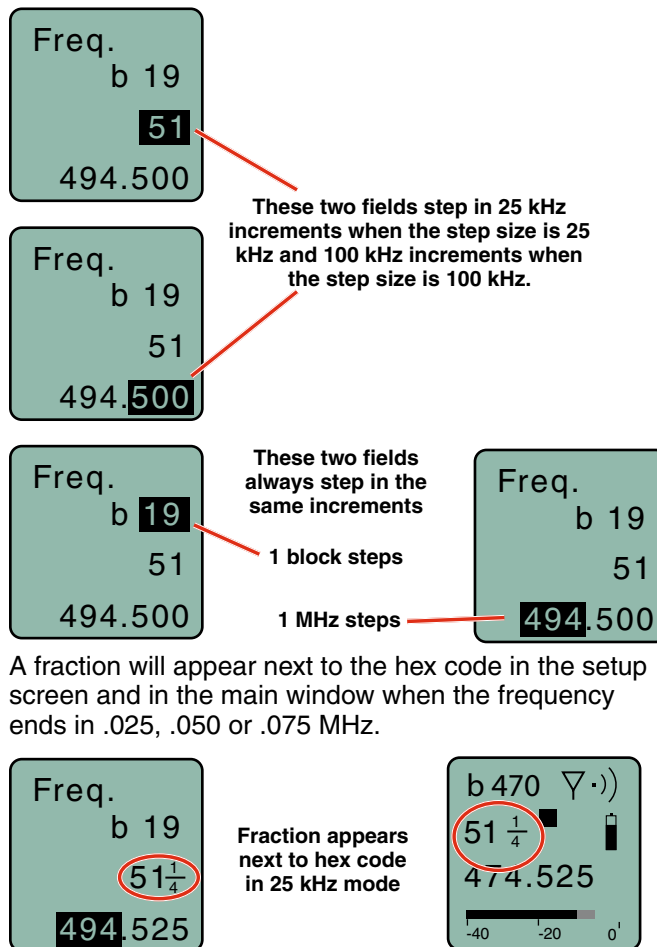 Freq.
b 19
51
494.500
These two fields step in 25 kHz
increments when the step size is 25
kHz and 100 kHz increments when
the step size is 100 kHz.
Freq.
b 19
51
494.500
Freq.
b 19
51
494.500
These two fields
always step in the
same increments
1 block steps
1 MHz steps
Freq.
b 19
51
494.500
A fraction will appear next to the hex code in the setup
screen and in the main window when the frequency
ends in .025, .050 or .075 MHz.
Freq.
b 19
51 1/4
494.525
Fraction appears
next to hex code
in 25 kHz mode
b 470
51 1/4
474.525
-40 -20 0'